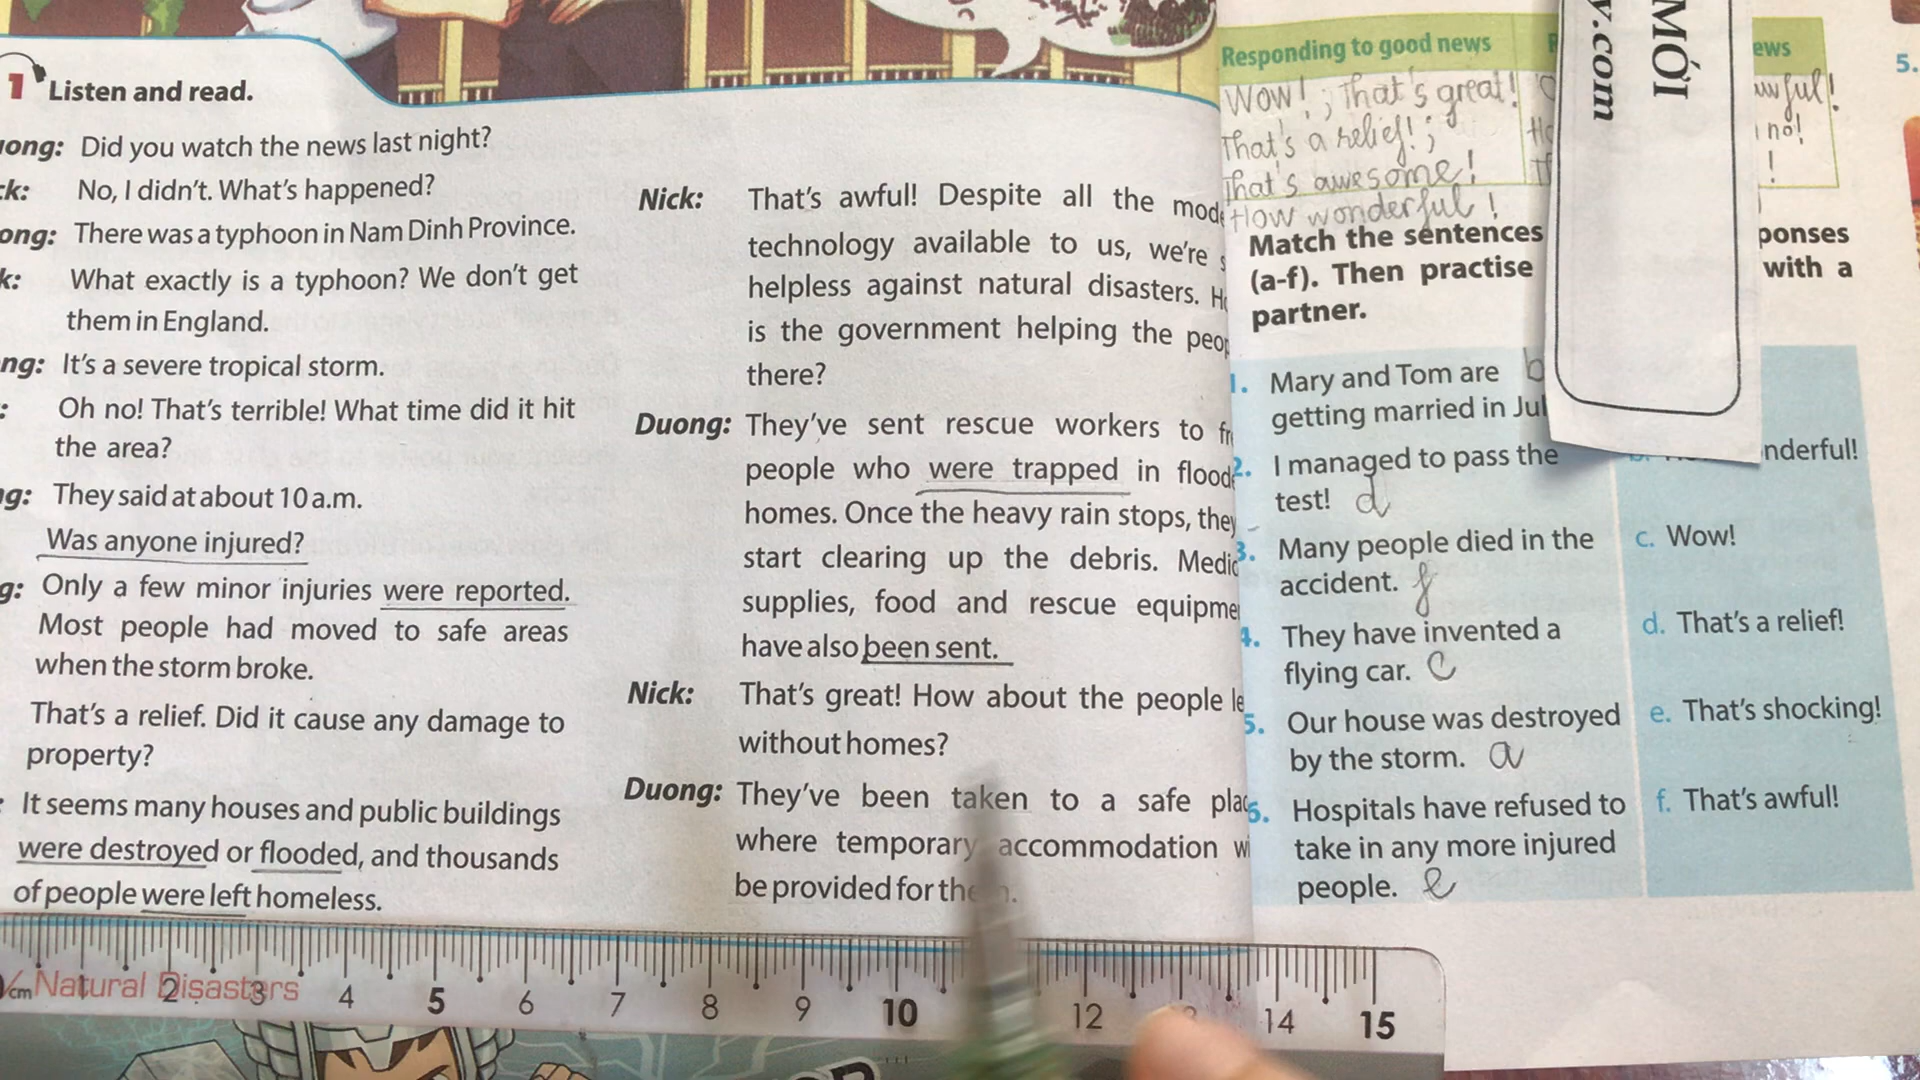 1 Listen and read.
Did you watch the news last night?
No, I didn't. What's happened?
There was a typhoon in Nam Dinh Province.
What exactly is a typhoon? We don't get
them in England.
It's a severe tropical storm.
Oh no! That's terrible! What time did it hit
the area?
They said at about 10 a.m.
Was anyone injured?
Only a few minor injuries were reported.
Most people had moved to safe areas
when the storm broke.
That's a relief. Did it cause any damage to
property?
It seems many houses and public buildings
were destroyed or flooded, and thousands
of people were left homeless.
Nick: That's awful! Despite all the
technology available to us, we're
helpless against natural disasters.
is the government helping the
there?
Duong: They've sent rescue workers to
people who were trapped in
homes. Once the heavy rain stops, they
start clearing up the debris.
supplies, food and rescue
have also been sent.
Nick: That's great! How about the people
without homes?
Duong: They've been taken to a safe
where temporary accommodation
be provided for
Responding to good news
Wow! ; That's great!
That's a relief! ;
That's awesome!
How wonderful!
no!
!
Match the sentences
(a-f). Then practise with a
partner.
1. Mary and Tom are
getting married in
2. I managed to pass the
test! d
3. Many people died in the
accident. f
4. They have invented a
flying car. c
5. Our house was destroyed
by the storm. a
6. Hospitals have refused to
take in any more injured
people. e
c. Wow!
d. That's a relief!
e. That's shocking!
f. That's awful!
5.
MỚI
.com
cm Natural Disasters
2 3 4 5 6 7 8 9 10 12 14 15